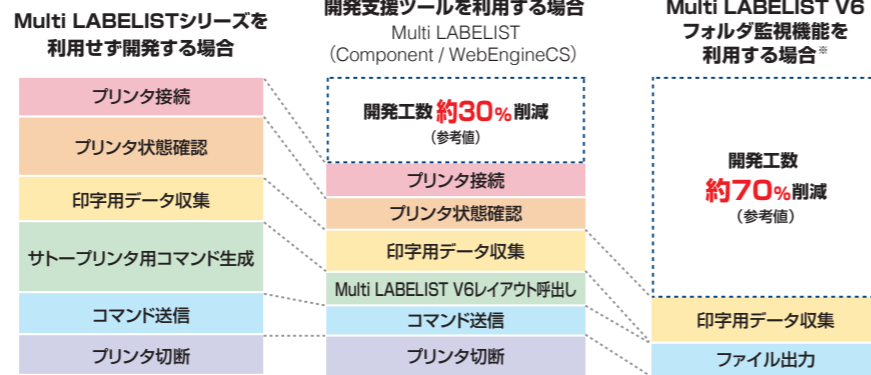 Multi LABELISTシリーズを
利用せず開発する場合
プリンタ接続
プリンタ状態確認
印字用データ収集
サトープリンタ用コマンド生成
コマンド送信
プリンタ切断
開発支援ツールを利用する場合
Multi LABELIST
（Component / WebEngineCS）
開発工数 約30%削減
（参考値）
プリンタ接続
プリンタ状態確認
印字用データ収集
Multi LABELIST V6レイアウト呼出し
コマンド送信
プリンタ切断
Multi LABELIST V6
フォルダ監視機能を
利用する場合※
開発工数
約70%削減
（参考値）
印字用データ収集
ファイル出力